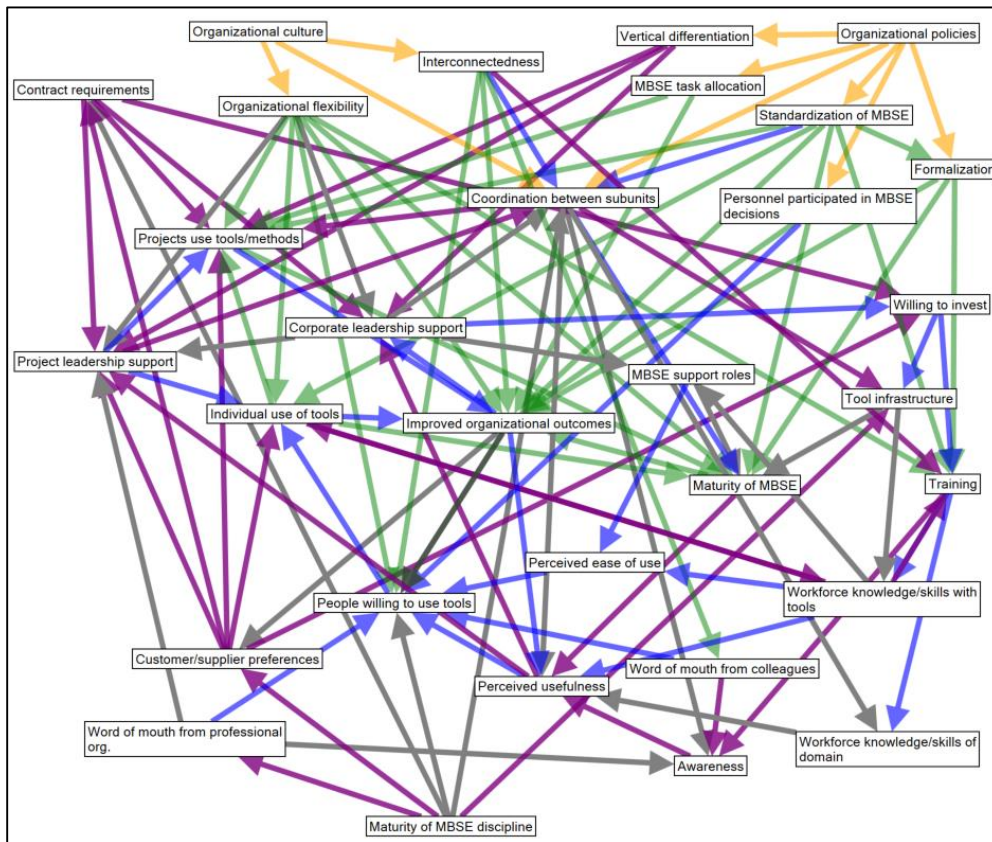 Organizational culture
Vertical differentiation
Organizational policies
Interconnectedness
Contract requirements
MBSE task allocation
Organizational flexibility
Standardization of MBSE
Formalization
Coordination between subunits
Personnel participated in MBSE
decisions
Projects use tools/methods
Willing to invest
Corporate leadership support
Project leadership support
MBSE support roles
Individual use of tools
Improved organizational outcomes
Tool infrastructure
Maturity of MBSE
Training
Perceived ease of use
Workforce knowledge/skills with
tools
People willing to use tools
Customer/supplier preferences
Word of mouth from colleagues
Perceived usefulness
Word of mouth from professional
org.
Workforce knowledge/skills of
domain
Awareness
Maturity of MBSE discipline